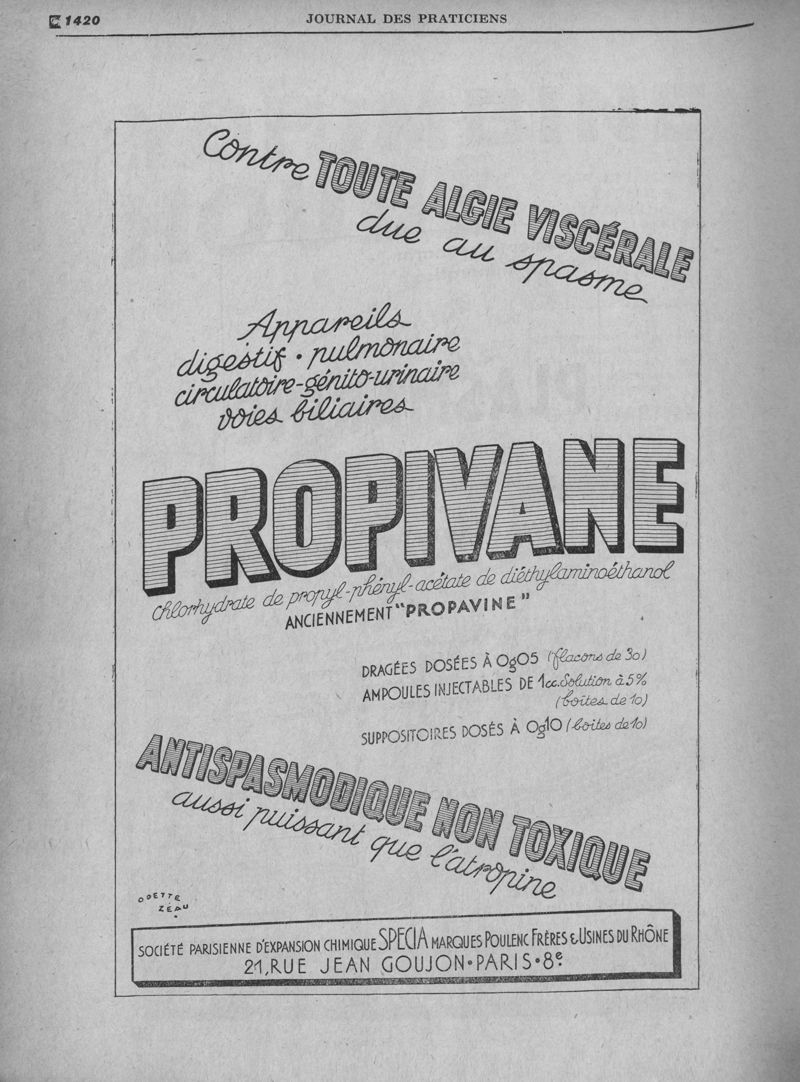 1420
JOURNAL DES PRATICIENS
Contre TOUTE ALGIE VISCÉRALE
due au spasme
Appareils
digestif • pulmonaire
circulatoire-génito-urinaire
voies biliaires
PROPIVANE
chlorhydrate de propyl-phényl-acétate de diéthylaminoéthanol
ANCIENNEMENT "PROPAVINE"
DRAGÉES DOSÉES À 0g05 (flacons de 30)
AMPOULES INJECTABLES DE 1cc. Solution à 5%
(boîtes de 10)
SUPPOSITOIRES DOSÉS À 0g10 (boîtes de 10)
ANTISPASMODIQUE NON TOXIQUE
aussi puissant que l'atropine
ODETTE
ZÉAU
SOCIÉTÉ PARISIENNE D'EXPANSION CHIMIQUE SPECIA MARQUES POULENC FRÈRES & USINES DU RHÔNE
21, RUE JEAN GOUJON • PARIS • 8e